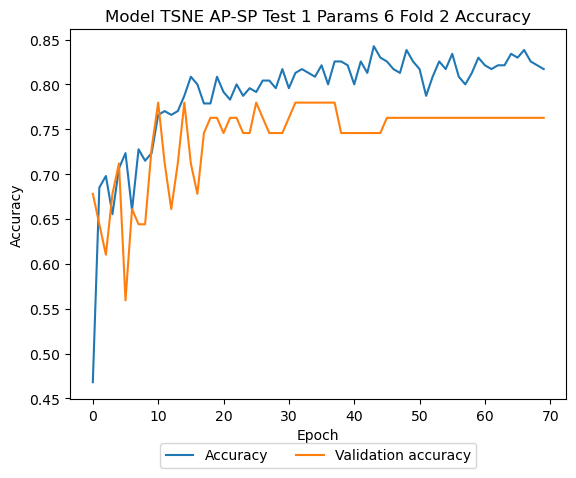 Model TSNE AP-SP Test 1 Params 6 Fold 2 Accuracy
0.85
0.80
0.75
0.70
0.65
0.60
0.55
0.50
0.45
Accuracy
0 10 20 30 40 50 60 70
Epoch
Accuracy Validation accuracy